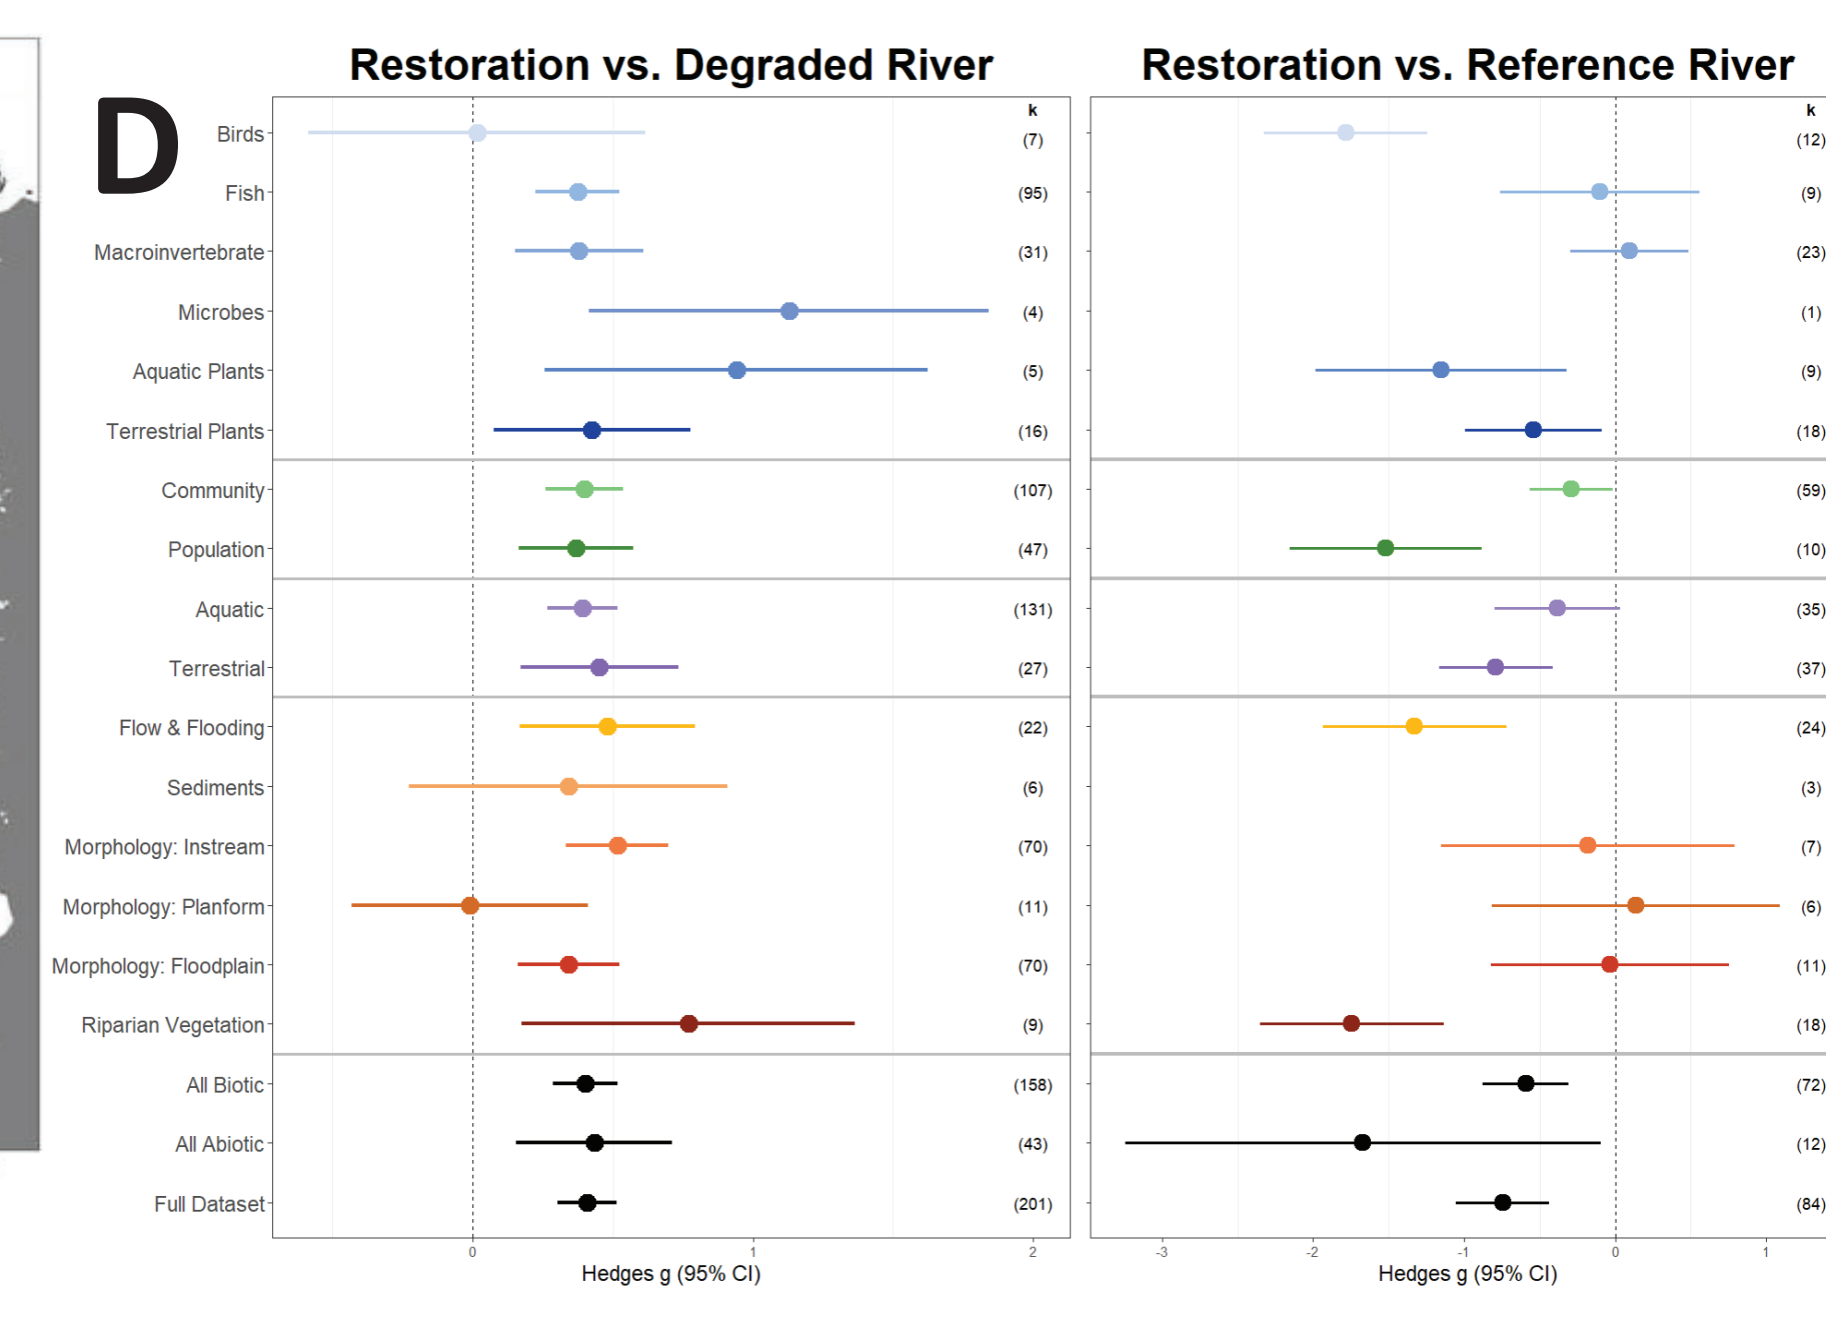 Restoration vs. Degraded River Restoration vs. Reference River
D
k k
Birds (7) (12)
Fish (95) (9)
Macroinvertebrate (31) (23)
Microbes (4) (1)
Aquatic Plants (5) (9)
Terrestrial Plants (16) (18)
Community (107) (59)
Population (47) (10)
Aquatic (131) (35)
Terrestrial (27) (37)
Flow & Flooding (22) (24)
Sediments (6) (3)
Morphology: Instream (70) (7)
Morphology: Planform (11) (6)
Morphology: Floodplain (70) (11)
Riparian Vegetation (9) (18)
All Biotic (158) (72)
All Abiotic (43) (12)
Full Dataset (201) (84)
0 1 2 -3 -2 -1 0 1
Hedges g (95% CI) Hedges g (95% CI)